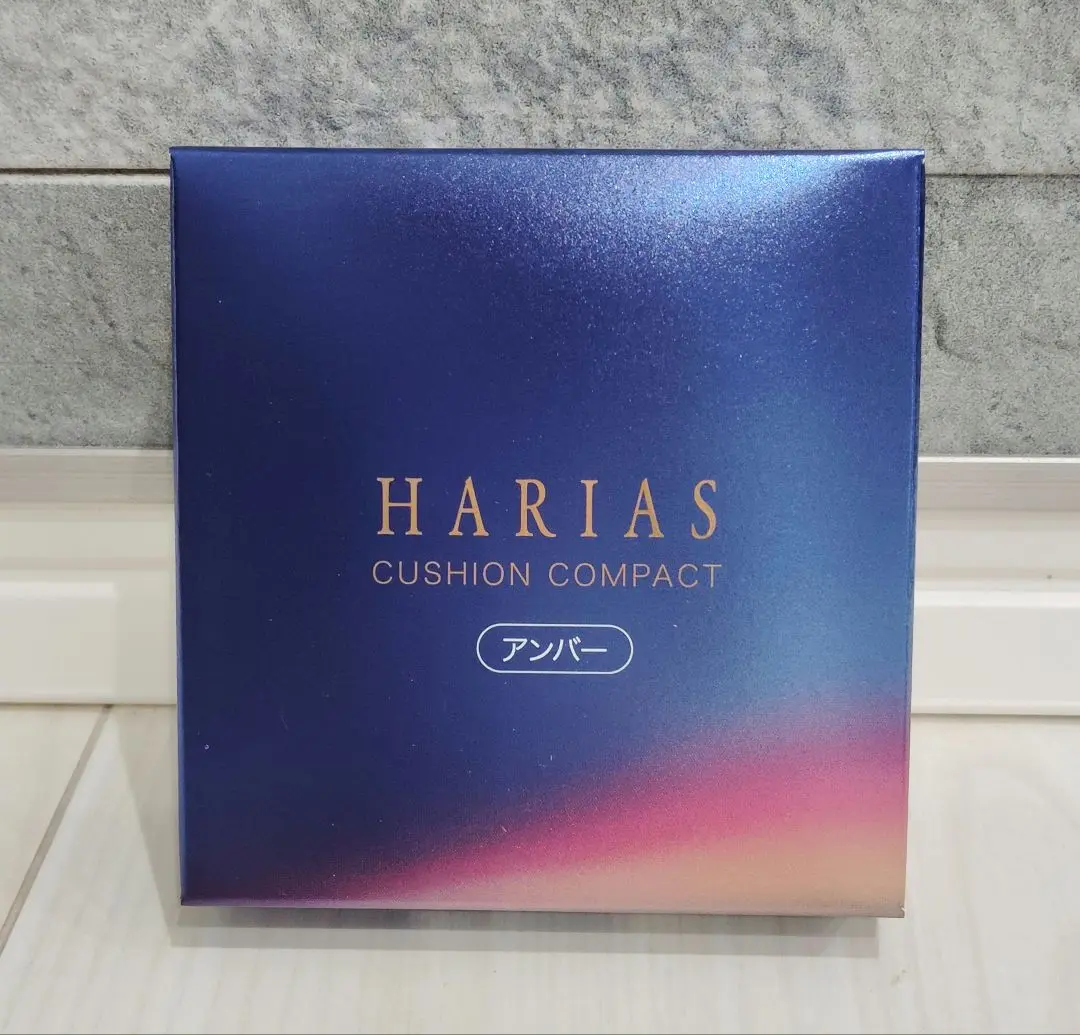 HARIAS
CUSHION COMPACT
アンバー